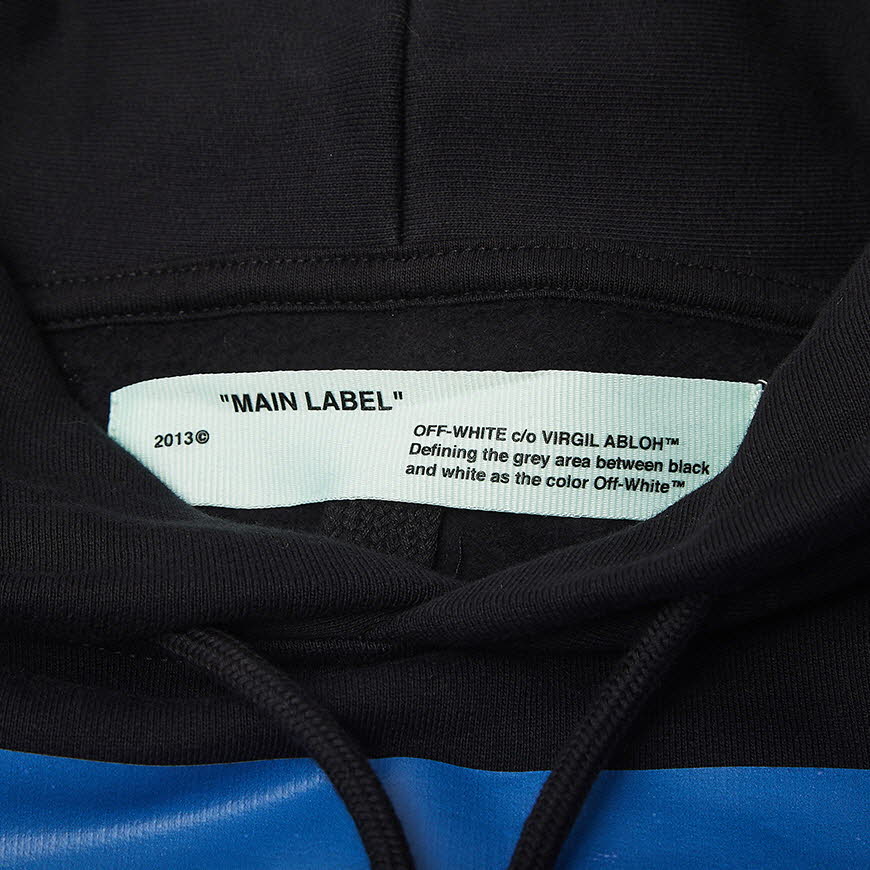 "MAIN LABEL"
2013©
OFF-WHITE c/o VIRGIL ABLOH™
Defining the grey area between black
and white as the color Off-White™